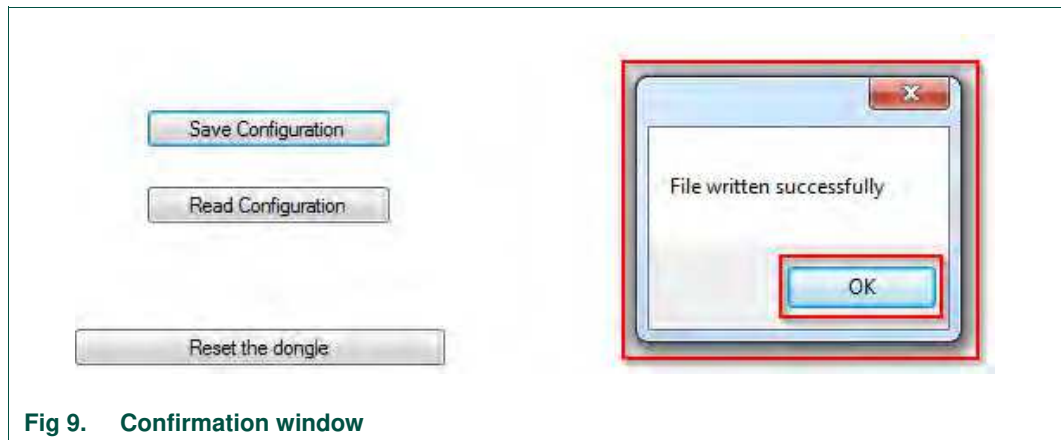 Save Configuration
Read Configuration
Reset the dongle
File written successfully
OK
Fig 9. Confirmation window